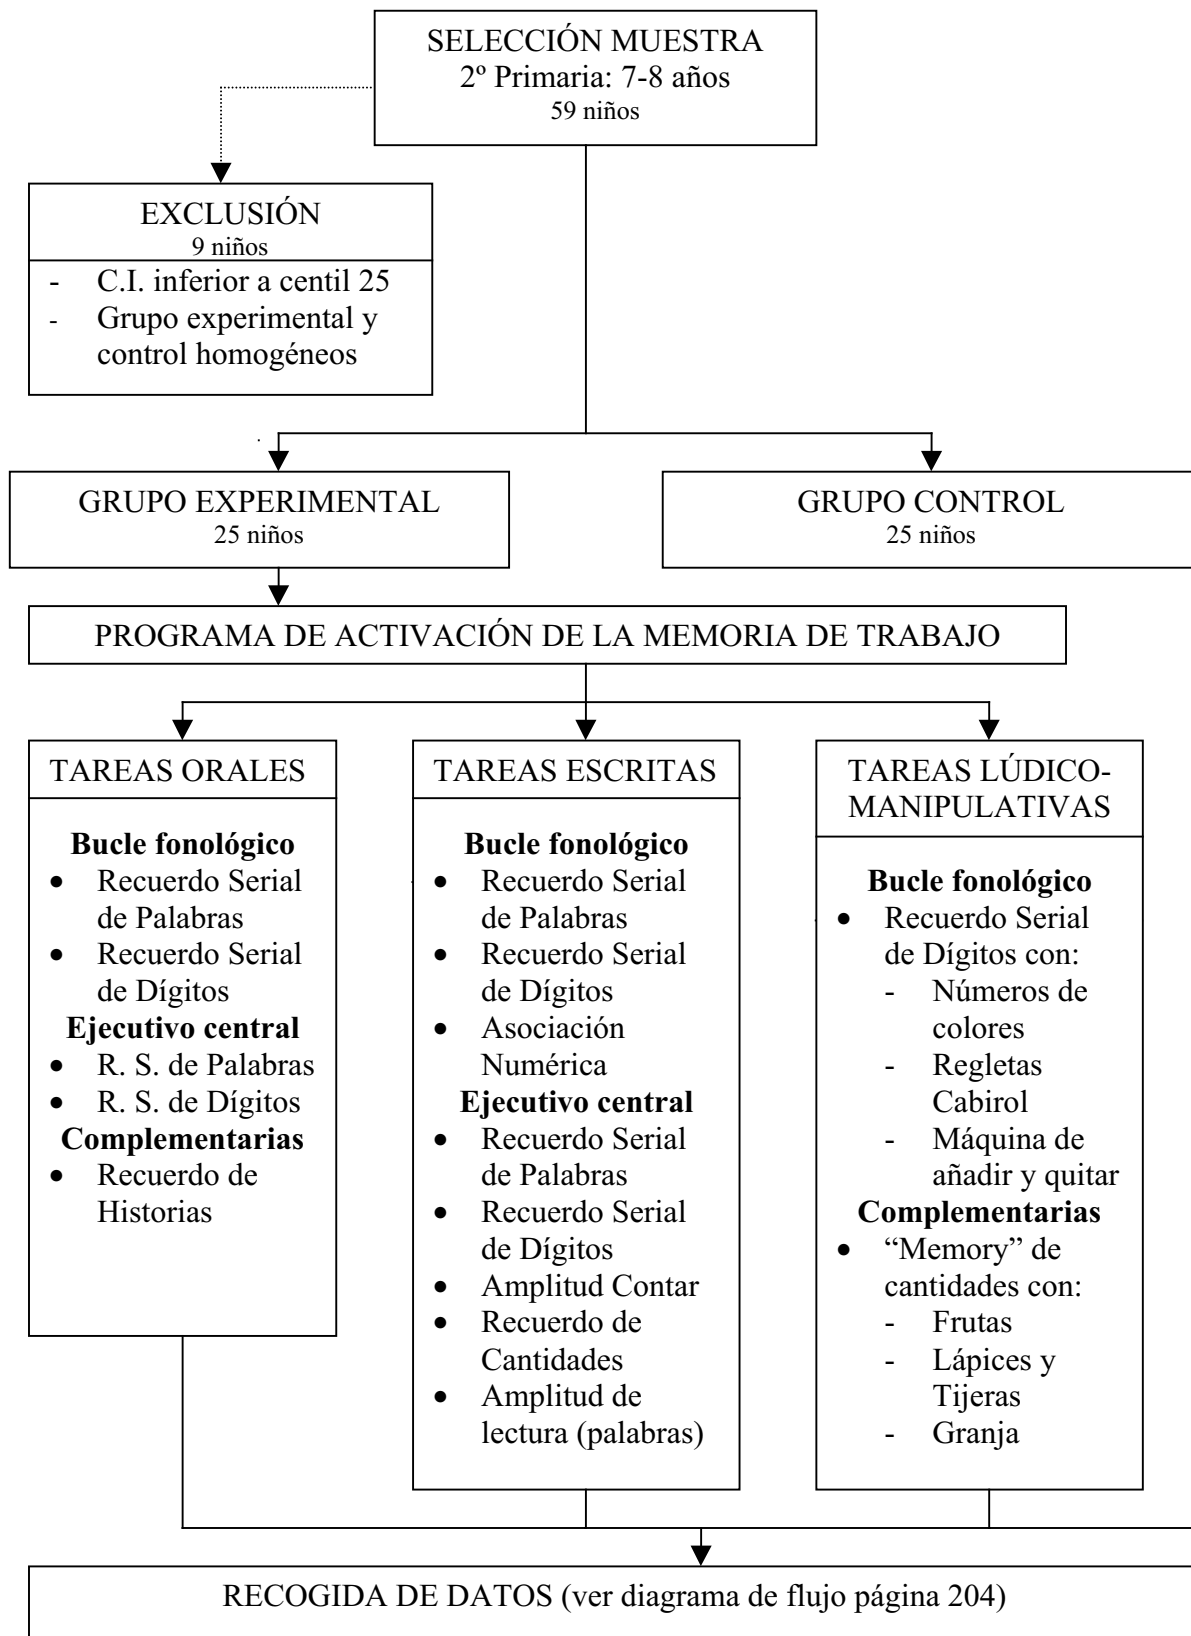 SELECCIÓN MUESTRA
2º Primaria: 7-8 años
59 niños
EXCLUSIÓN
9 niños
- C.I. inferior a centil 25
- Grupo experimental y
control homogéneos
GRUPO EXPERIMENTAL
25 niños
GRUPO CONTROL
25 niños
PROGRAMA DE ACTIVACIÓN DE LA MEMORIA DE TRABAJO
TAREAS ORALES
Bucle fonológico
• Recuerdo Serial
de Palabras
• Recuerdo Serial
de Dígitos
Ejecutivo central
• R. S. de Palabras
• R. S. de Dígitos
Complementarias
• Recuerdo de
Historias
TAREAS ESCRITAS
Bucle fonológico
• Recuerdo Serial
de Palabras
• Recuerdo Serial
de Dígitos
• Asociación
Numérica
Ejecutivo central
• Recuerdo Serial
de Palabras
• Recuerdo Serial
de Dígitos
• Amplitud Contar
• Recuerdo de
Cantidades
• Amplitud de
lectura (palabras)
TAREAS LÚDICO-
MANIPULATIVAS
Bucle fonológico
• Recuerdo Serial
de Dígitos con:
- Números de
colores
- Regletas
Cabirol
- Máquina de
añadir y quitar
Complementarias
• “Memory” de
cantidades con:
- Frutas
- Lápices y
Tijeras
- Granja
RECOGIDA DE DATOS (ver diagrama de flujo página 204)